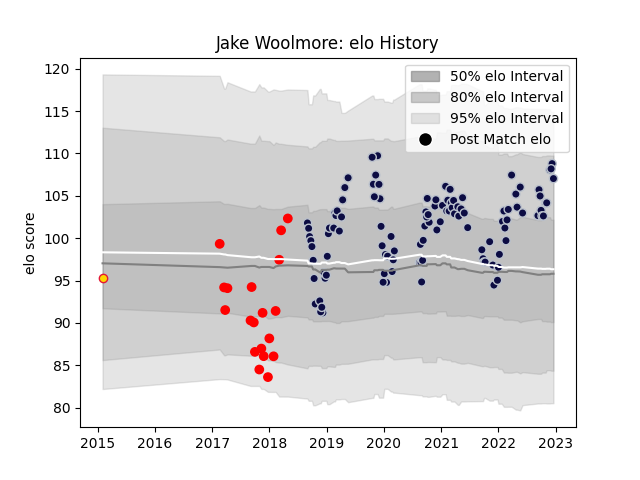 Jake Woolmore: elo History
elo score
120
115
110
105
100
95
90
85
80
50% elo Interval
80% elo Interval
95% elo Interval
Post Match elo
2015 2016 2017 2018 2019 2020 2021 2022 2023